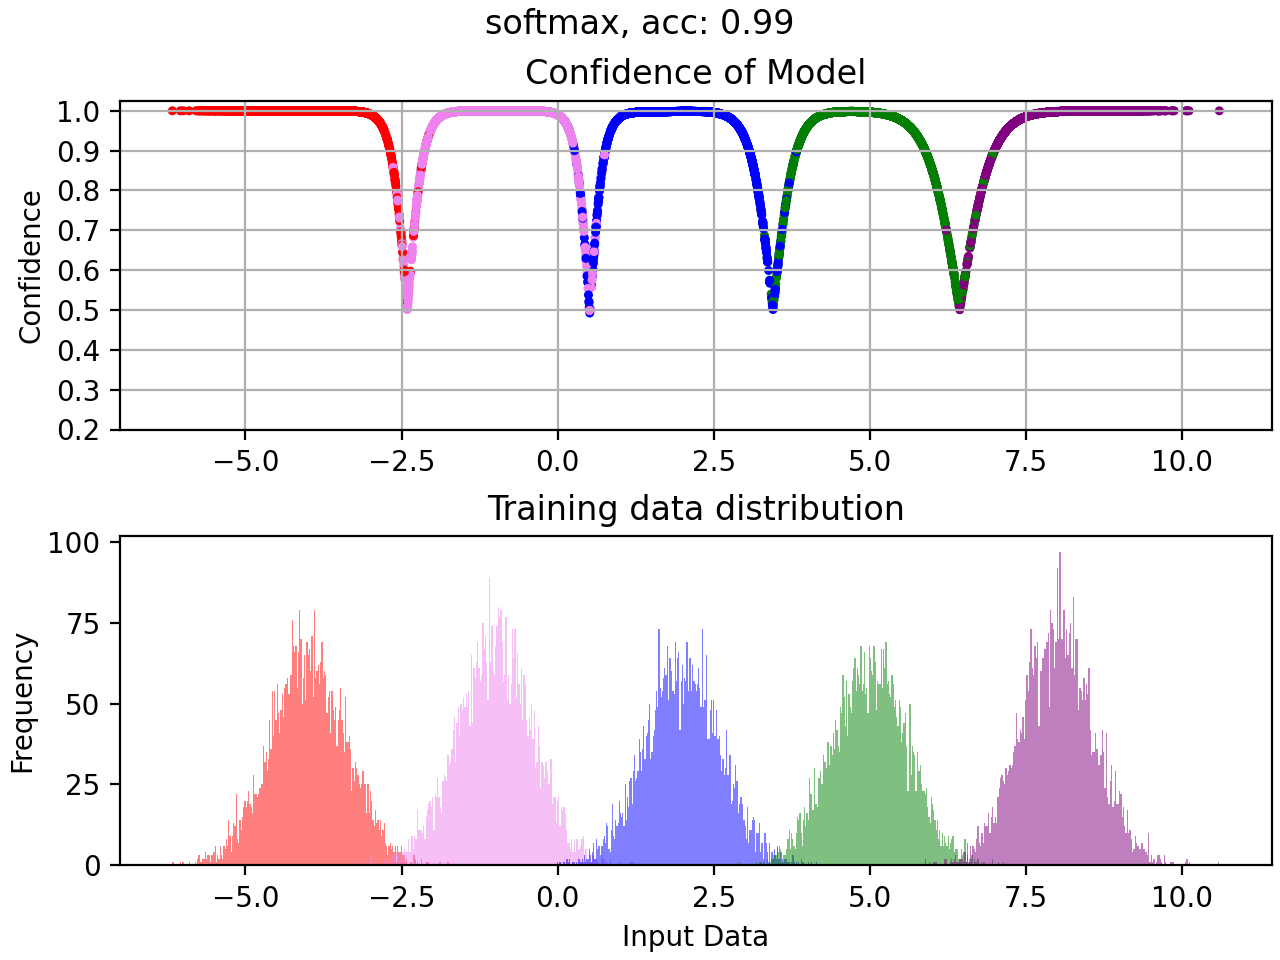 softmax, acc: 0.99
Confidence of Model
Confidence
1.0
0.9
0.8
0.7
0.6
0.5
0.4
0.3
0.2
−5.0 −2.5 0.0 2.5 5.0 7.5 10.0
Training data distribution
Frequency
100
75
50
25
0
−5.0 −2.5 0.0 2.5 5.0 7.5 10.0
Input Data